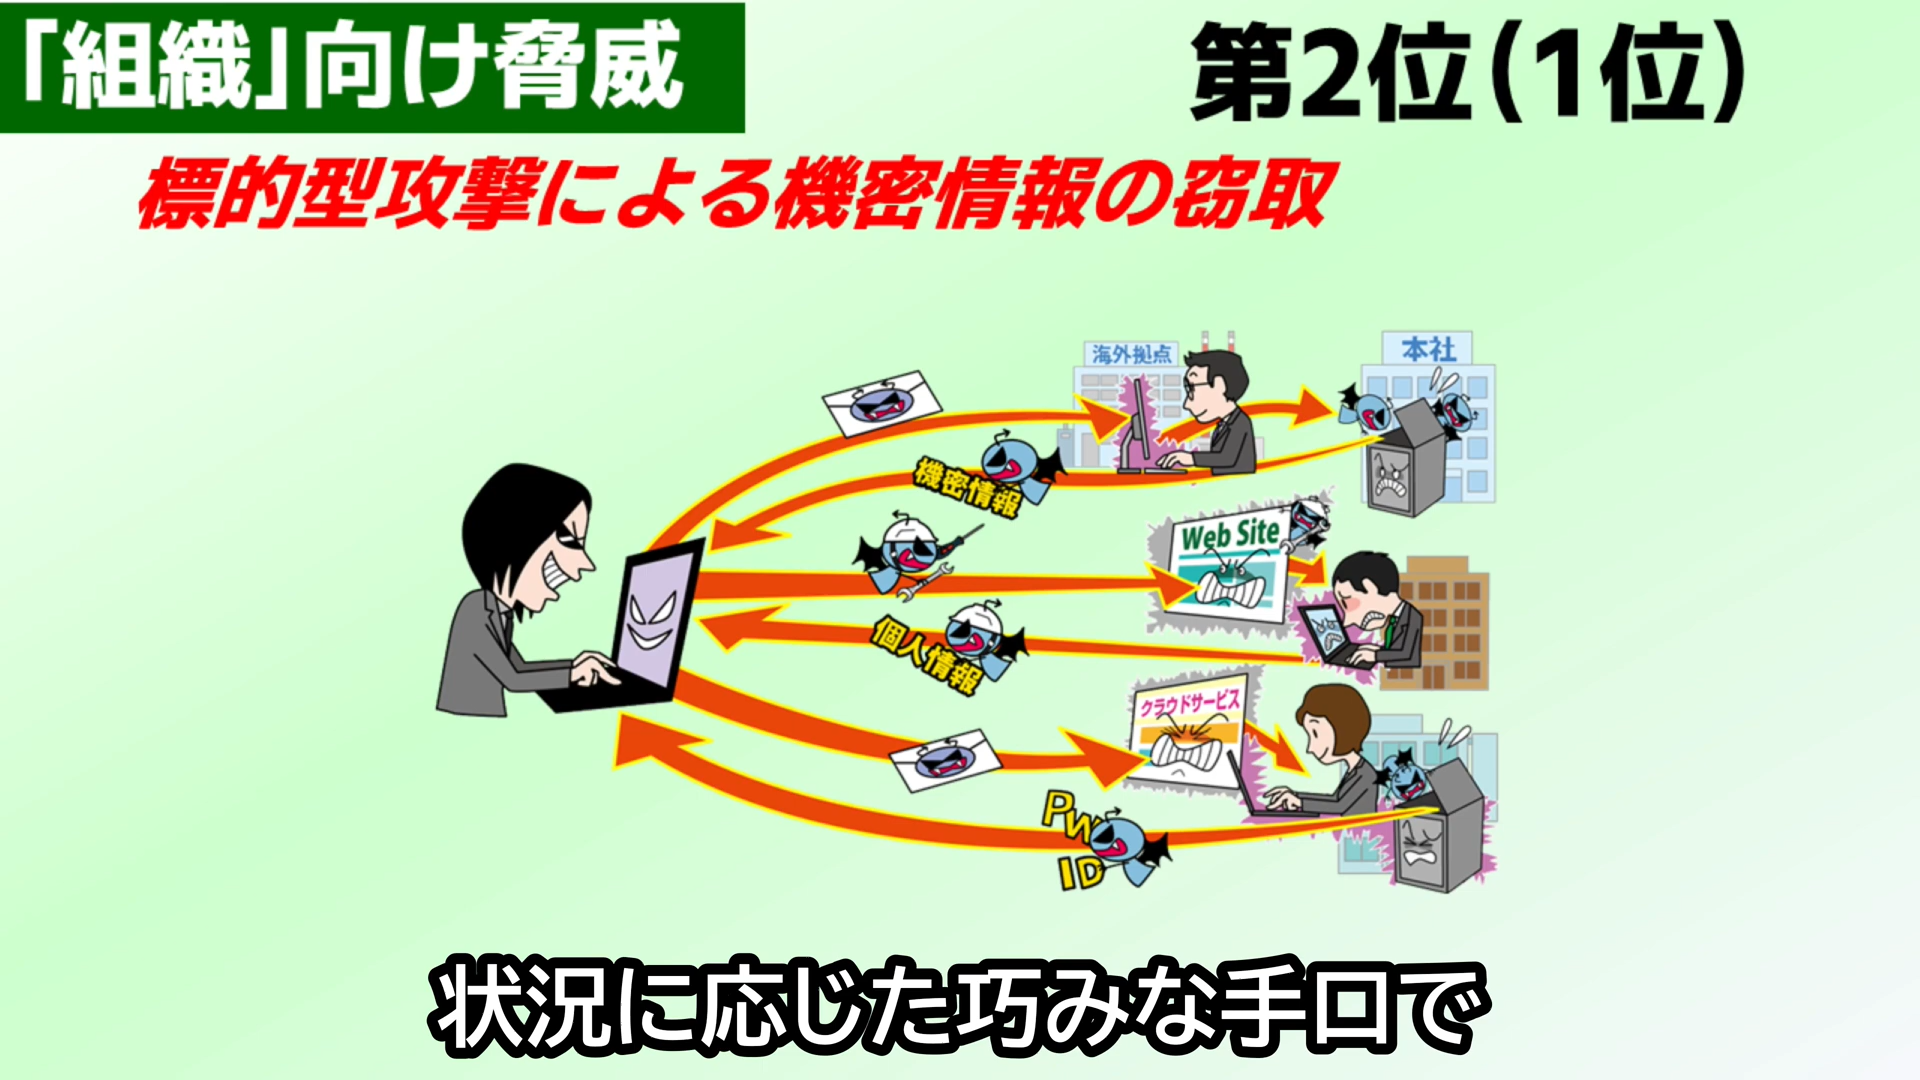 「組織」向け脅威
第2位(1位)
標的型攻撃による機密情報の窃取
海外拠点
本社
機密情報
Web Site
個人情報
クラウドサービス
PW
ID
状況に応じた巧みな手口で